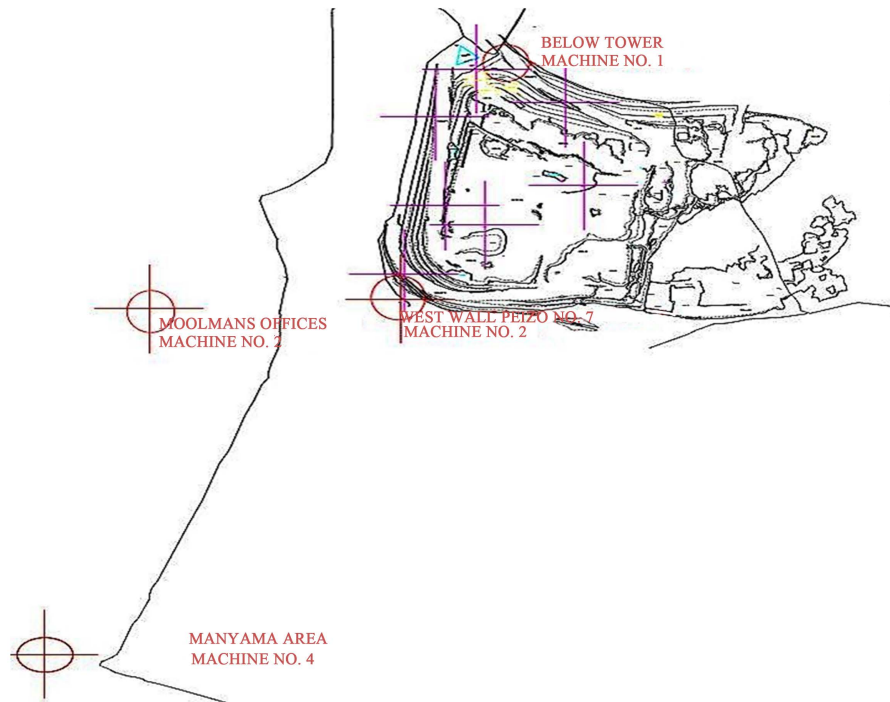 BELOW TOWER
MACHINE NO. 1
MOOLMANS OFFICES
MACHINE NO. 2
WEST WALL PEIZO NO. 7
MACHINE NO. 2
MANYAMA AREA
MACHINE NO. 4